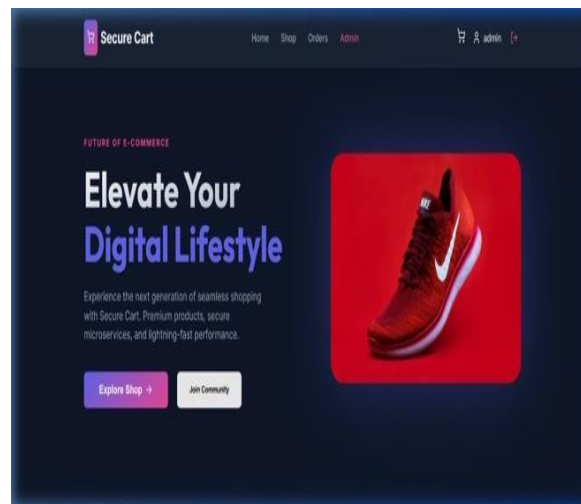 Secure Cart
Home Shop Orders Admin
admin
FUTURE OF E-COMMERCE
Elevate Your
Digital Lifestyle
Experience the next generation of seamless shopping
with Secure Cart. Premium products, secure
microservices, and lightning-fast performance.
Explore Shop →
Join Community
NIKE